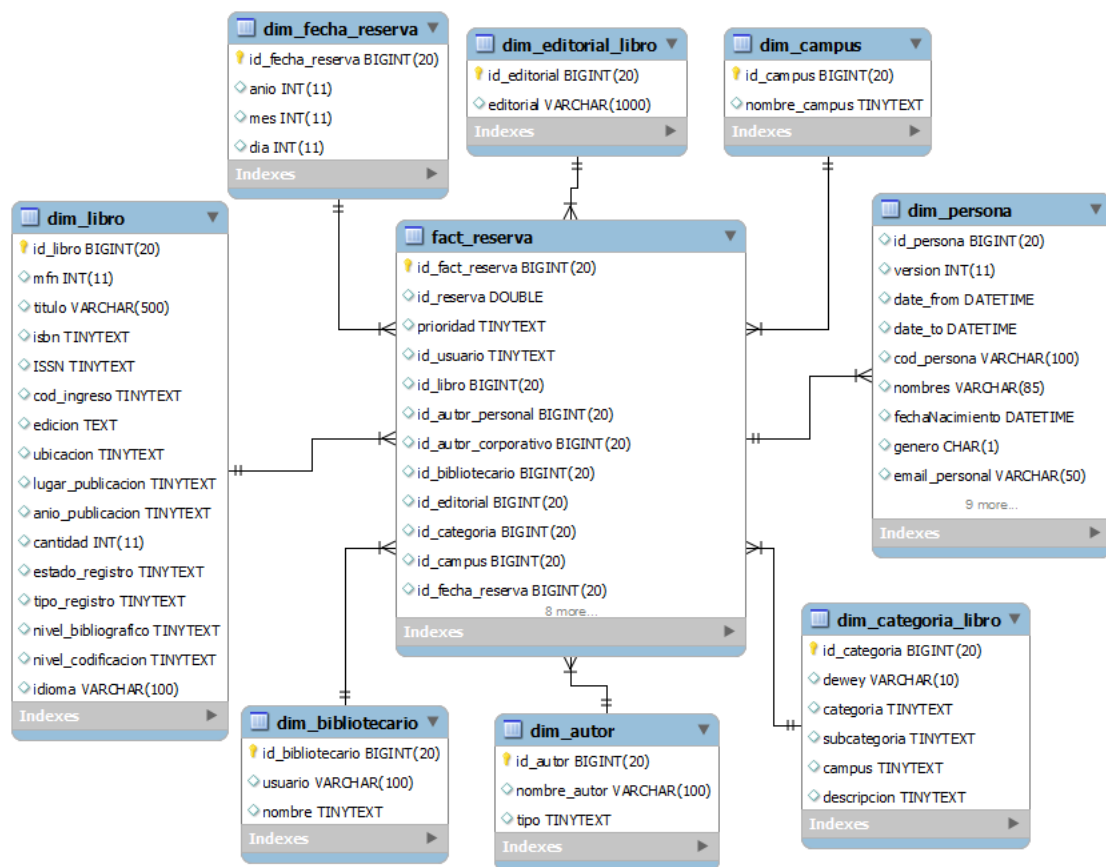 dim_fecha_reserva
id_fecha_reserva BIGINT(20)
anio INT(11)
mes INT(11)
dia INT(11)
Indexes
dim_editorial_libro
id_editorial BIGINT(20)
editorial VARCHAR(1000)
Indexes
dim_campus
id_campus BIGINT(20)
nombre_campus TINYTEXT
Indexes
dim_libro
id_libro BIGINT(20)
mfn INT(11)
titulo VARCHAR(500)
isbn TINYTEXT
ISSN TINYTEXT
cod_ingreso TINYTEXT
edicion TEXT
ubicacion TINYTEXT
lugar_publicacion TINYTEXT
anio_publicacion TINYTEXT
cantidad INT(11)
estado_registro TINYTEXT
tipo_registro TINYTEXT
nivel_bibliografco TINYTEXT
nivel_codificacion TINYTEXT
idioma VARCHAR(100)
Indexes
fact_reserva
id_fact_reserva BIGINT(20)
id_reserva DOUBLE
prioridad TINYTEXT
id_usuario TINYTEXT
id_libro BIGINT(20)
id_autor_personal BIGINT(20)
id_autor_corporativo BIGINT(20)
id_bibliotecario BIGINT(20)
id_editorial BIGINT(20)
id_categoria BIGINT(20)
id_campus BIGINT(20)
id_fecha_reserva BIGINT(20)
8 more...
Indexes
dim_persona
id_persona BIGINT(20)
version INT(11)
date_from DATETIME
date_to DATETIME
cod_persona VARCHAR(100)
nombres VARCHAR(85)
fechaNacimiento DATETIME
genero CHAR(1)
email_personal VARCHAR(50)
9 more...
Indexes
dim_categoria_libro
id_categoria BIGINT(20)
dewey VARCHAR(10)
categoria TINYTEXT
subcategoria TINYTEXT
campus TINYTEXT
descripcion TINYTEXT
Indexes
dim_bibliotecario
id_bibliotecario BIGINT(20)
usuario VARCHAR(100)
nombre TINYTEXT
Indexes
dim_autor
id_autor BIGINT(20)
nombre_autor VARCHAR(100)
tipo TINYTEXT
Indexes